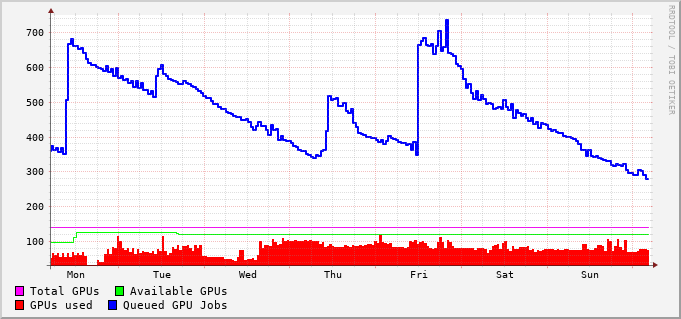 RRDTOOL / TOBI OETIKER
700
600
500
400
300
200
100
Mon Tue Wed Thu Fri Sat Sun
Total GPUs Available GPUs
GPUs used Queued GPU Jobs